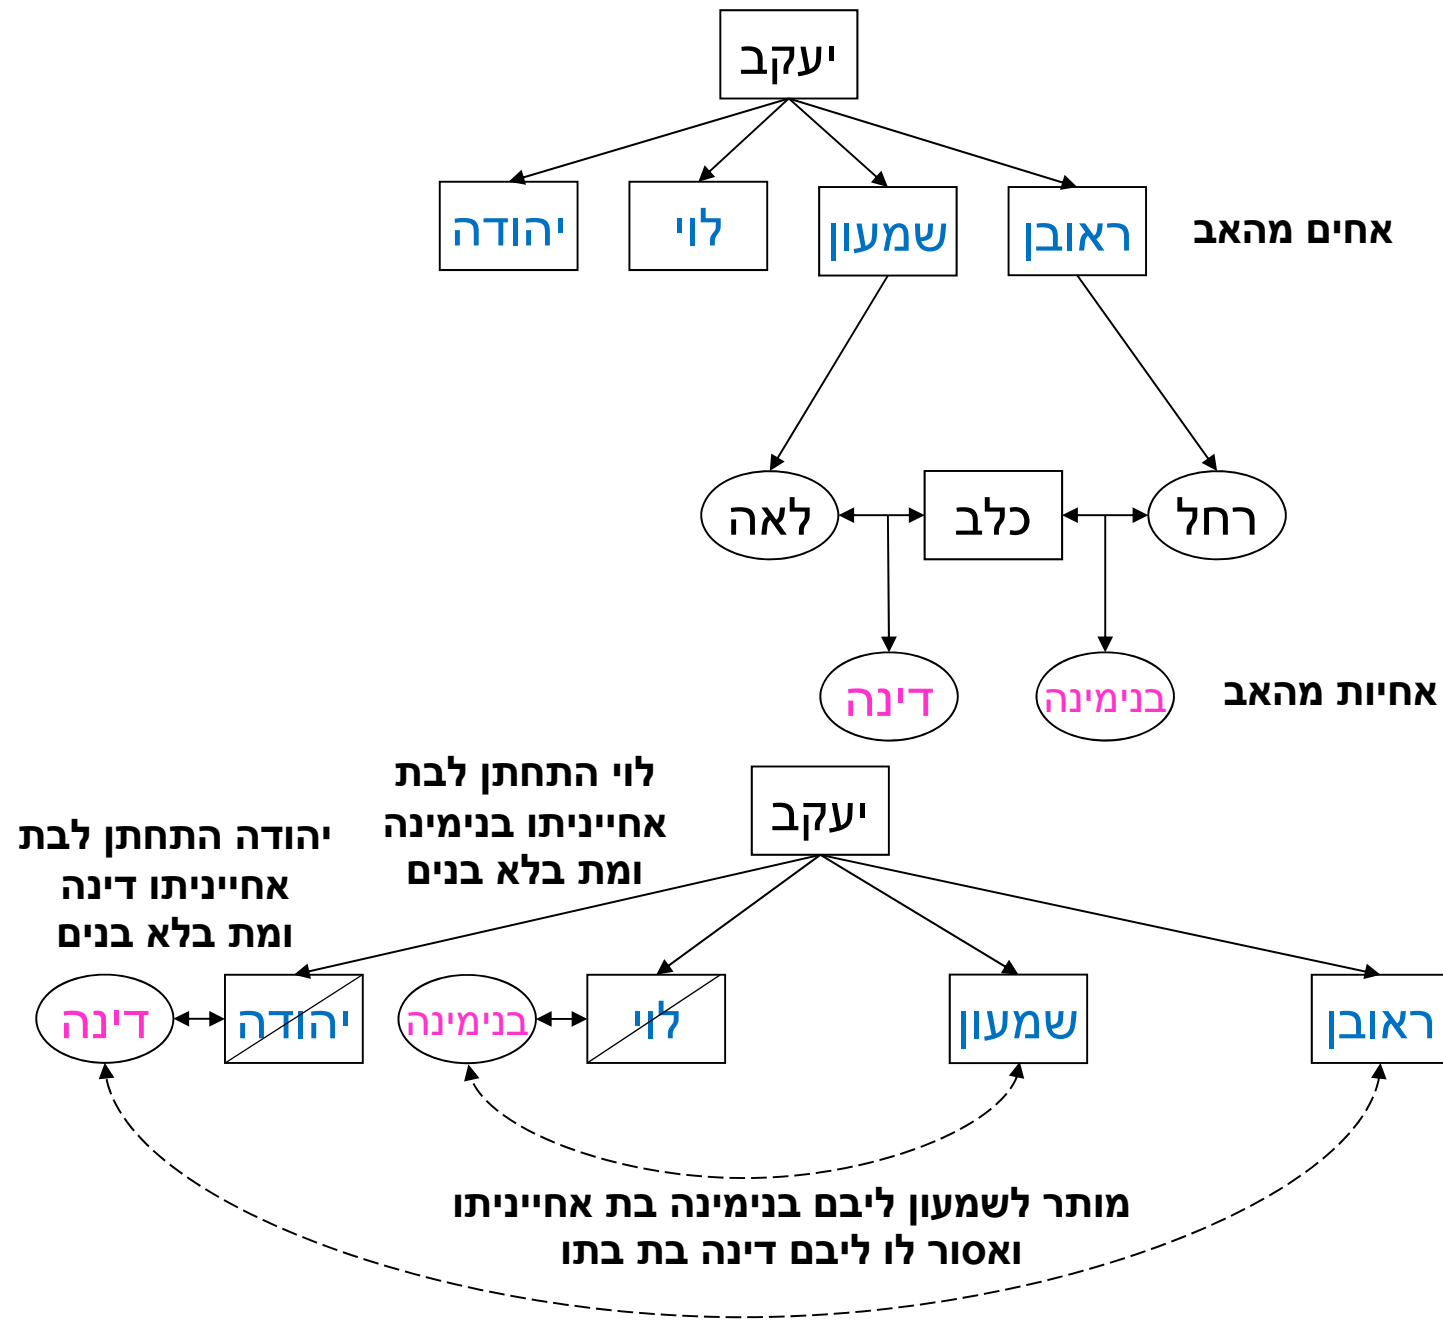 יעקב
ראובן
שמעון
לוי
יהודה
אחים מהאב
רחל
כלב
לאה
אחיות מהאב
בנימינה
דינה
יעקב
לוי התחתן לבת
אחייניתו בנימינה
ומת בלא בנים
יהודה התחתן לבת
אחייניתו דינה
ומת בלא בנים
ראובן
שמעון
לוי
בנימינה
יהודה
דינה
מותר לשמעון ליבם בנימינה בת אחייניתו
ואסור לו ליבם דינה בת בתו